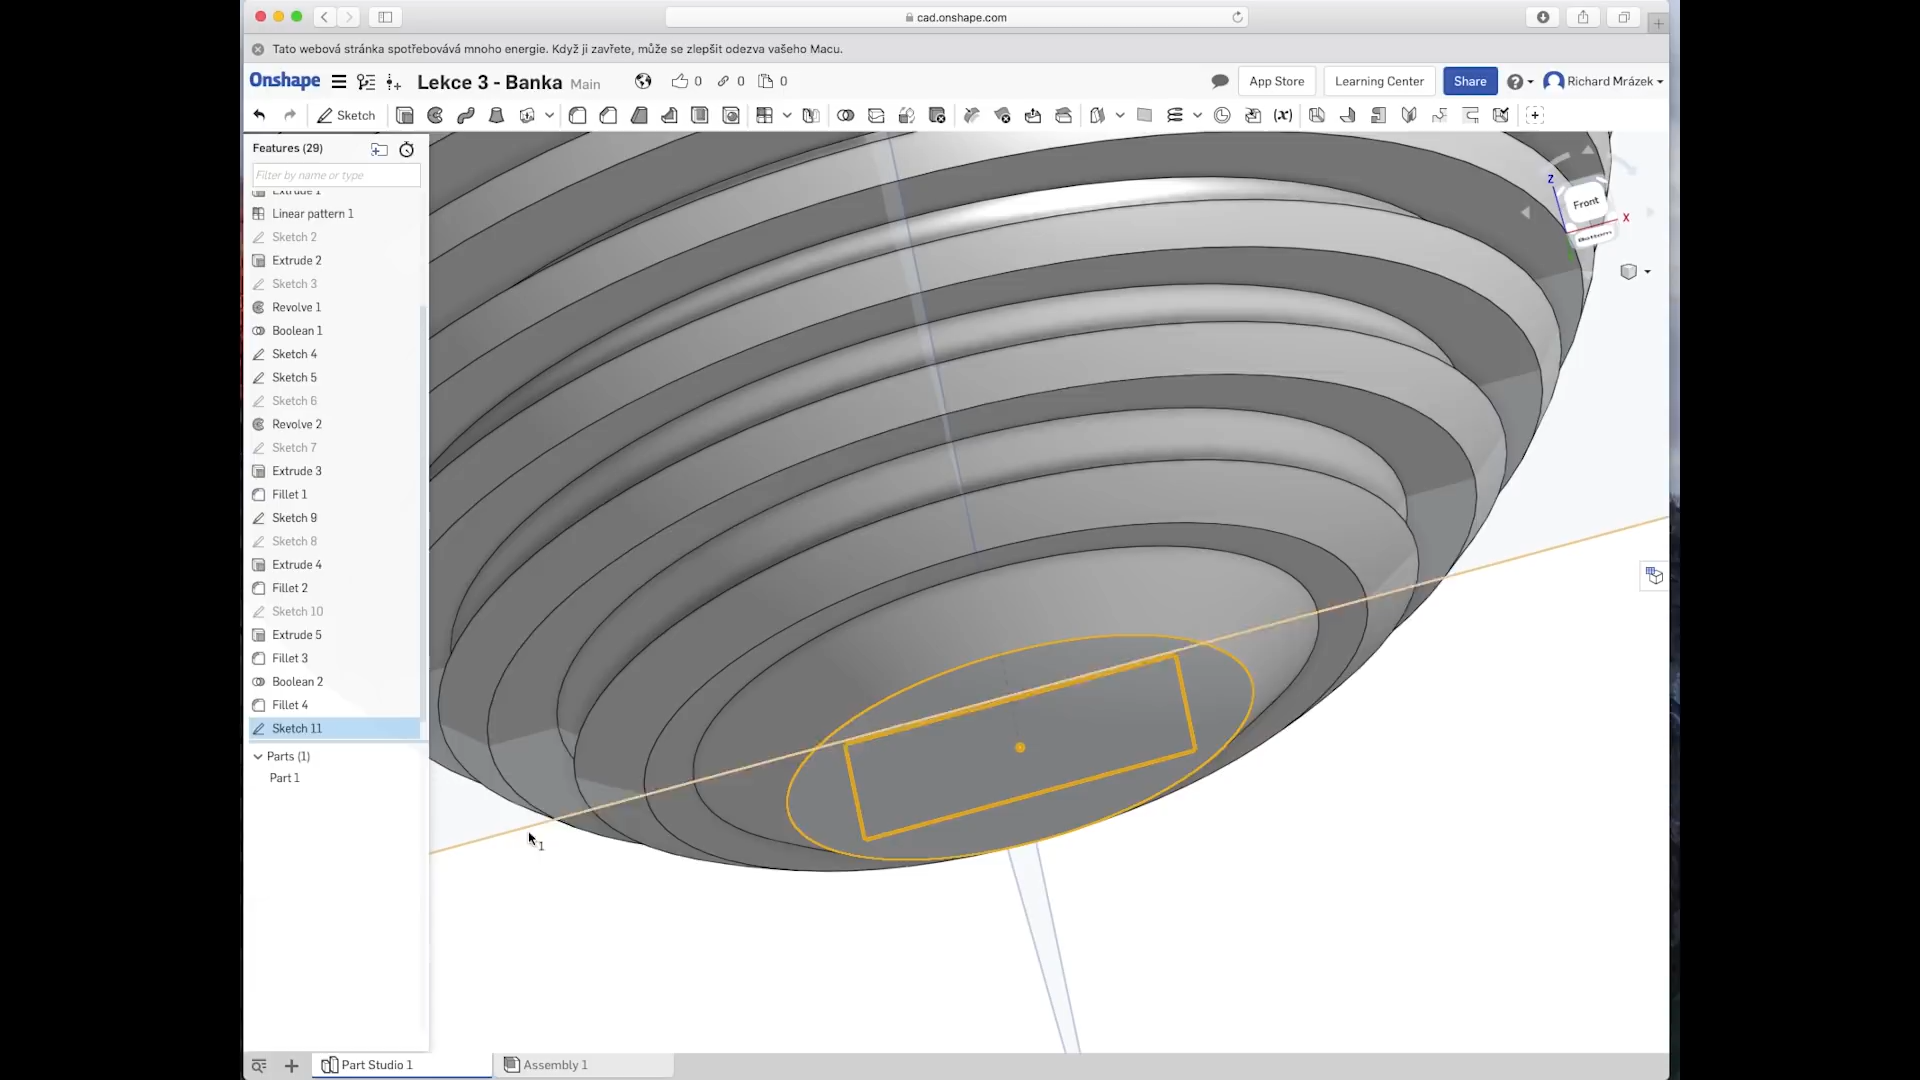 cad.onshape.com
Tato webová stránka spotřebovává mnoho energie. Když ji zavřete, může se zlepšit odezva vašeho Macu.
Onshape Lekce 3 - Banka Main 0 0 0 App Store Learning Center Share Richard Mrázek
Sketch (x)
Features (29)
Filter by name or type
Extrude 1
Linear pattern 1
Sketch 2
Extrude 2
Sketch 3
Revolve 1
Boolean 1
Sketch 4
Sketch 5
Sketch 6
Revolve 2
Sketch 7
Extrude 3
Fillet 1
Sketch 9
Sketch 8
Extrude 4
Fillet 2
Sketch 10
Extrude 5
Fillet 3
Boolean 2
Fillet 4
Sketch 11
Parts (1)
Part 1
Z
Front
X
Bottom
1
Part Studio 1
Assembly 1